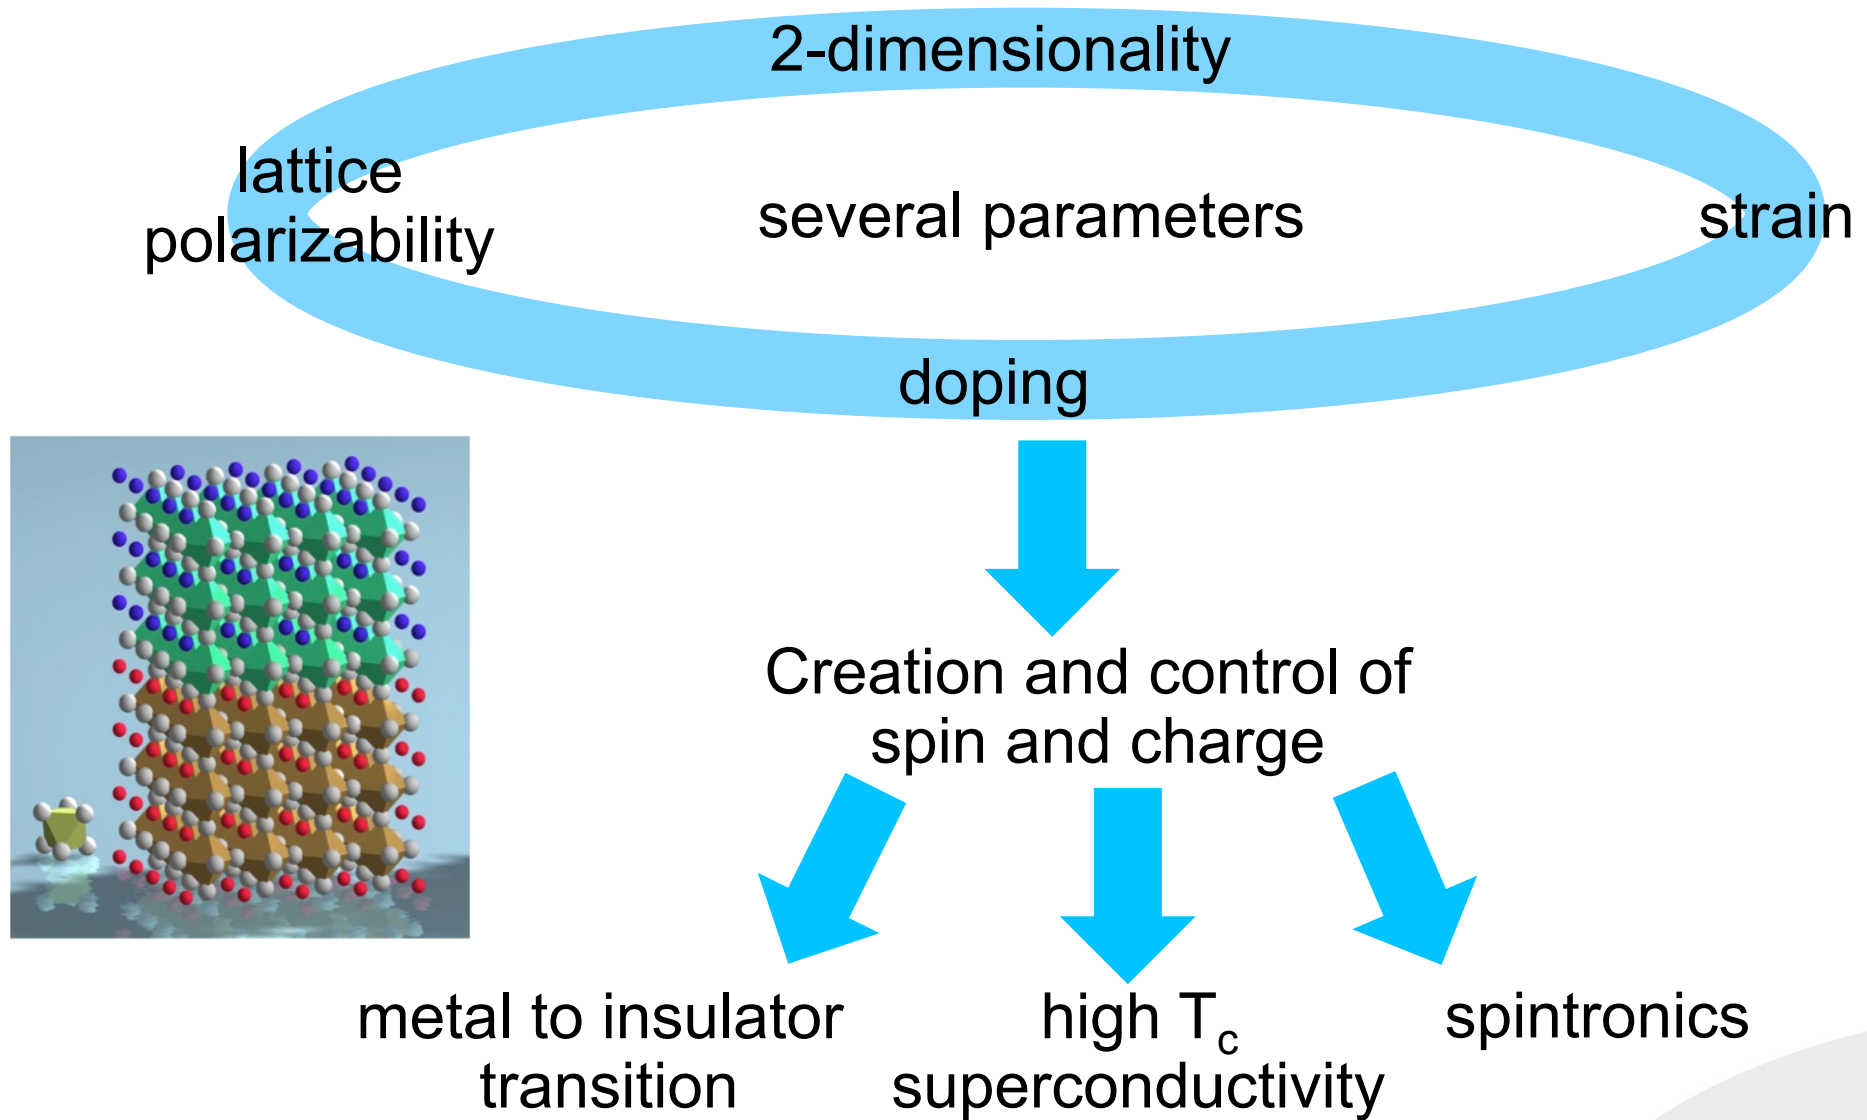 2-dimensionality
lattice
polarizability
several parameters
strain
doping
Creation and control of
spin and charge
metal to insulator
transition
high Tc
superconductivity
spintronics